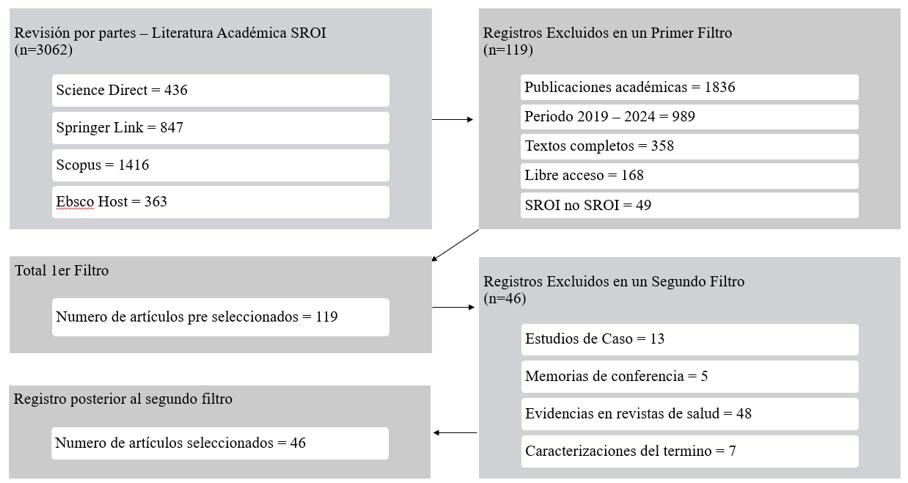 Revisión por partes – Literatura Académica SROI
(n=3062)
Science Direct = 436
Springer Link = 847
Scopus = 1416
Ebsco Host = 363
Registros Excluidos en un Primer Filtro
(n=119)
Publicaciones académicas = 1836
Periodo 2019 – 2024 = 989
Textos completos = 358
Libre acceso = 168
SROI no SROI = 49
Total 1er Filtro
Numero de artículos pre seleccionados = 119
Registros Excluidos en un Segundo Filtro
(n=46)
Estudios de Caso = 13
Memorias de conferencia = 5
Evidencias en revistas de salud = 48
Caracterizaciones del termino = 7
Registro posterior al segundo filtro
Numero de artículos seleccionados = 46